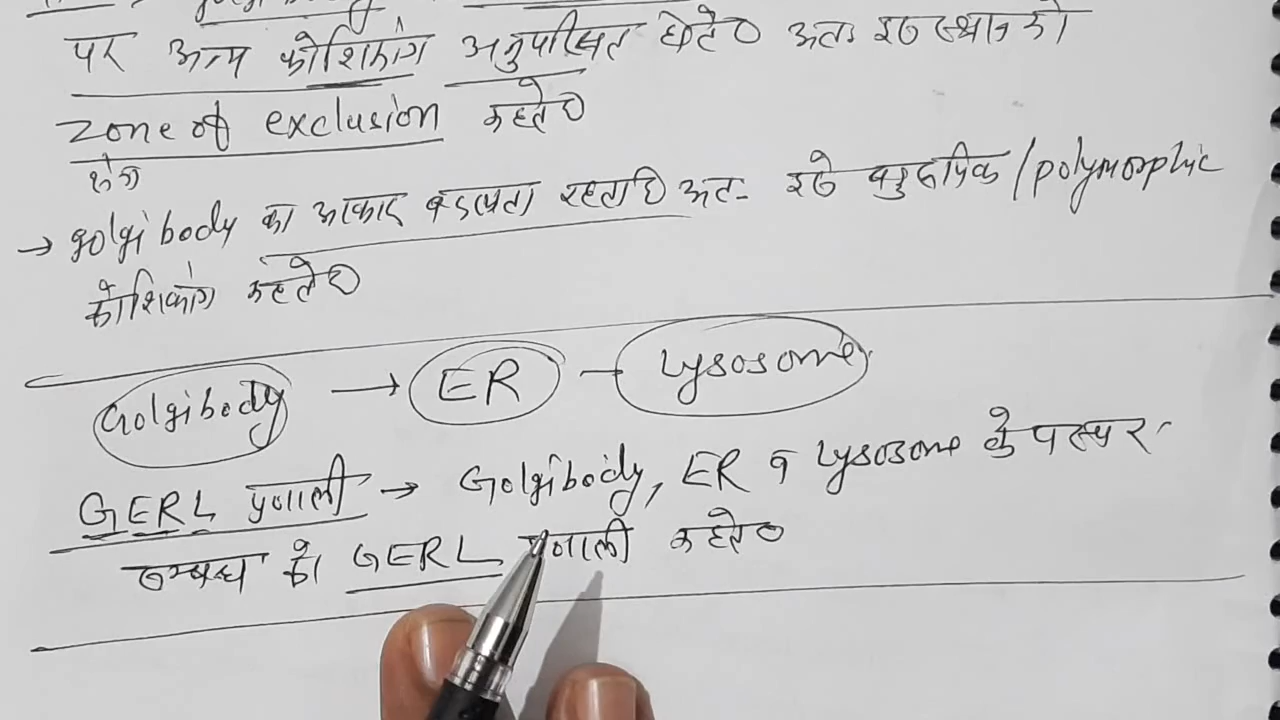 golgibody
पर अन्य कोशिकांग अनुपस्थित होते है अतः इस स्थान को
zone of exclusion कहते है
क्षेत्र
→ golgi body का आकार बदलता रहता है अतः इसे बहुरूपिक / polymorphic
कोशिकांग कहते है
Golgibody → ER - Lysosome
GERL प्रणाली → Golgibody, ER व Lysosome के परस्पर
सम्बन्ध को GERL प्रणाली कहते है